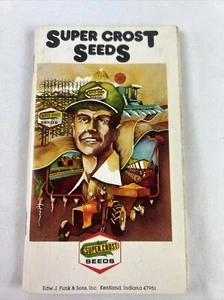 SUPER CROST
SEEDS
SUPER CROST
SEEDS
Edw. J. Funk & Sons, Inc. Kentland, Indiana 47951